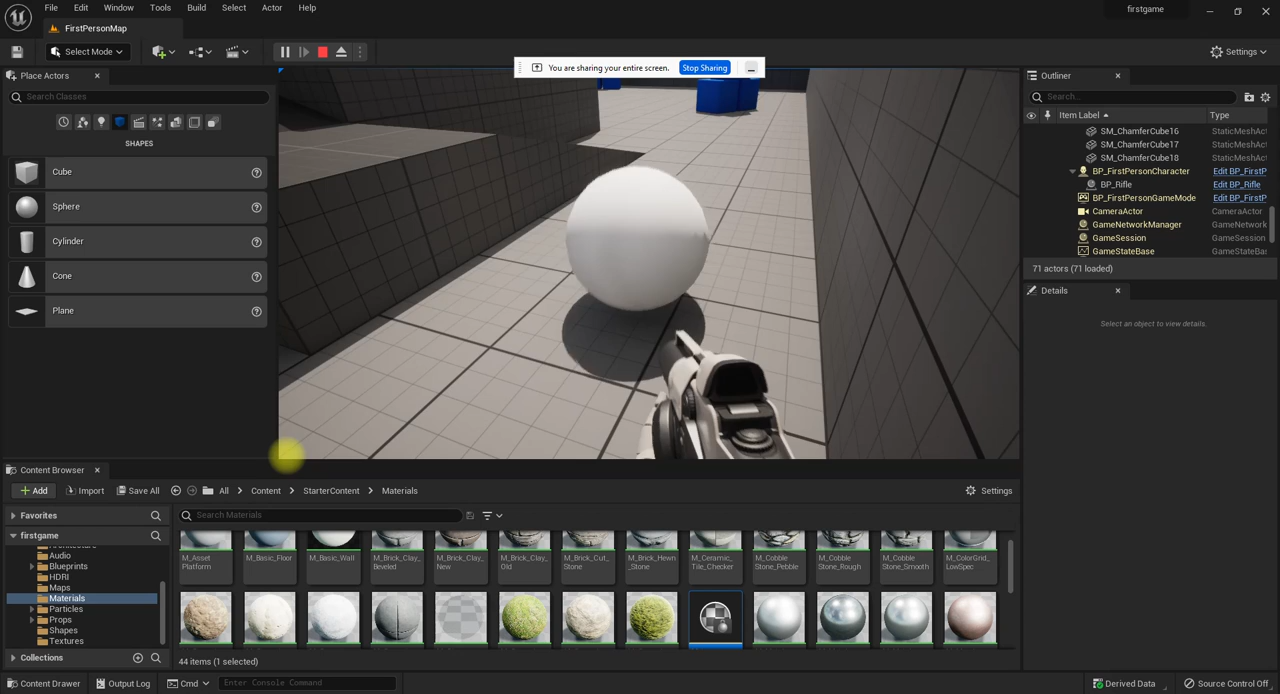 File Edit Window Tools Build Select Actor Help
firstgame
FirstPersonMap
Select Mode
Settings
You are sharing your entire screen. Stop Sharing
Place Actors
Search Classes
SHAPES
Cube
Sphere
Cylinder
Cone
Plane
Outliner
Search...
Item Label Type
SM_ChamferCube16 StaticMeshAct
SM_ChamferCube17 StaticMeshAct
SM_ChamferCube18 StaticMeshAct
BP_FirstPersonCharacter Edit BP_FirstP
BP_Rifle Edit BP_Rifle
BP_FirstPersonGameMode Edit BP_FirstP
CameraActor CameraActor
GameNetworkManager GameNetwork
GameSession GameSession
GameStateBase GameStateBas
71 actors (71 loaded)
Details
Select an object to view details.
Content Browser
+ Add Import Save All All > Content > StarterContent > Materials Settings
Favorites
Search Materials
firstgame
Audio
Blueprints
HDRI
Maps
Materials
Particles
Props
Shapes
Textures
Collections
M_Asset
Platform
M_Basic_Floor
M_Basic_Wall
M_Brick_Clay_
Beveled
M_Brick_Clay_
New
M_Brick_Clay_
Old
M_Brick_Cut_
Stone
M_Brick_Hewn
_Stone
M_Ceramic_
Tile_Checker
M_Cobble
Stone_Pebble
M_Cobble
Stone_Rough
M_Cobble
Stone_Smooth
M_ColorGrid_
LowSpec
44 items (1 selected)
Content Drawer Output Log Cmd Enter Console Command Derived Data Source Control Off